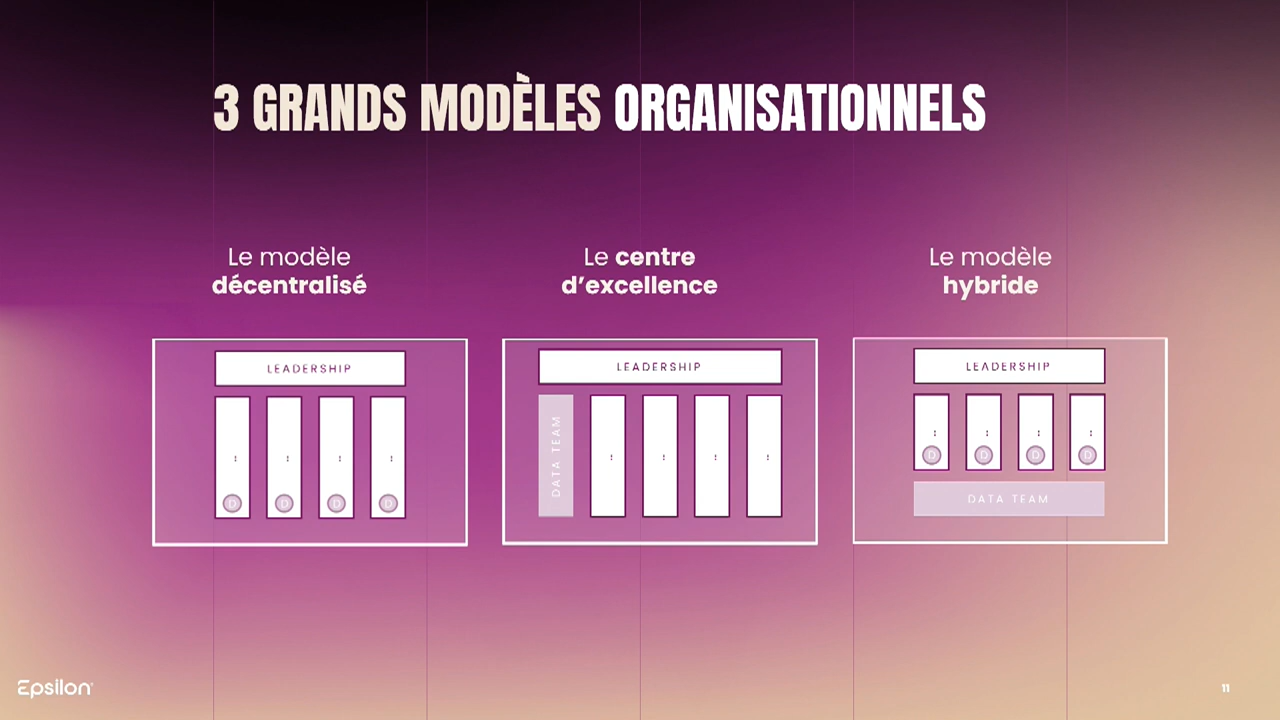 3 GRANDS MODÈLES ORGANISATIONNELS
Le modèle
décentralisé
LEADERSHIP
:
:
:
:
D
D
D
D
Le centre
d'excellence
LEADERSHIP
DATA TEAM
:
:
:
:
Le modèle
hybride
LEADERSHIP
:
:
:
:
D
D
D
D
DATA TEAM
Epsilon
11